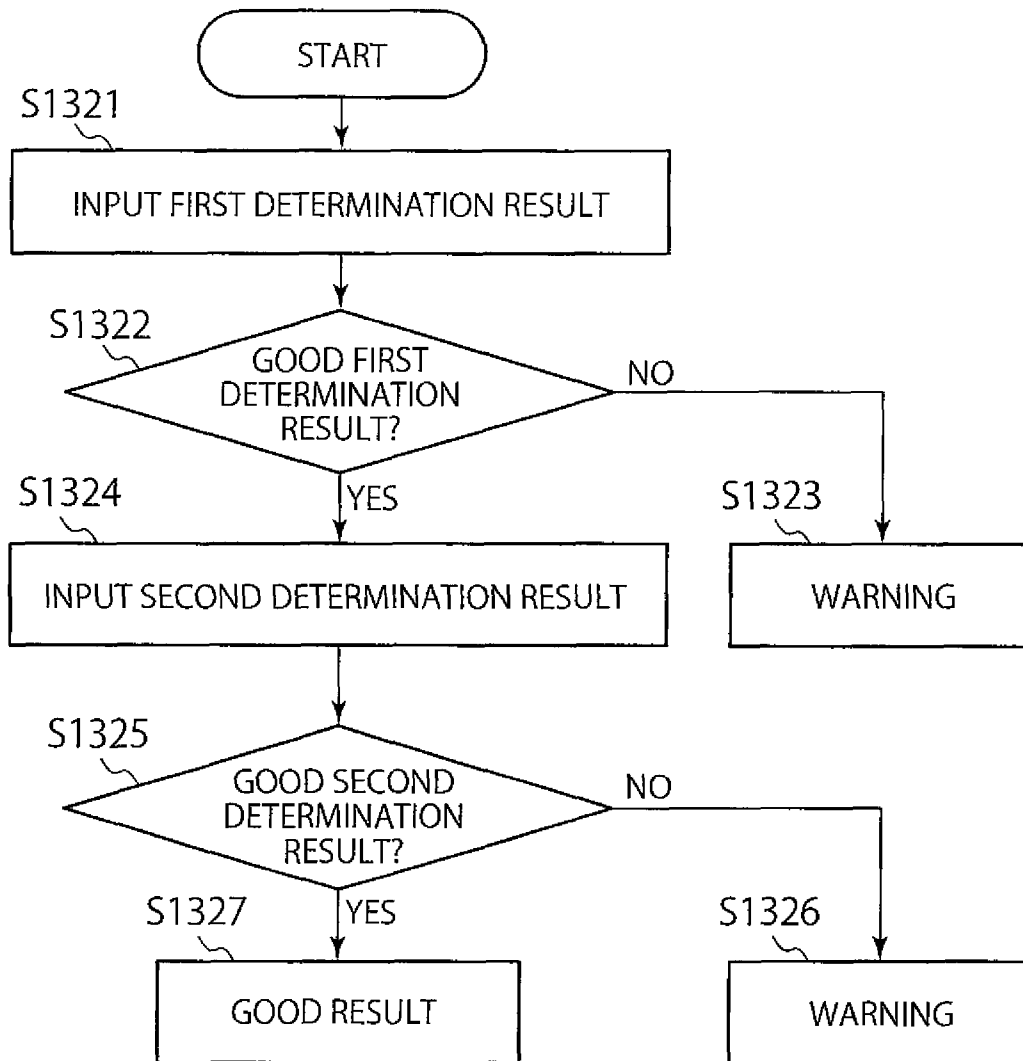 START
S1321
INPUT FIRST DETERMINATION RESULT
S1322
GOOD FIRST
DETERMINATION
RESULT?
NO
YES
S1324
S1323
INPUT SECOND DETERMINATION RESULT
WARNING
S1325
GOOD SECOND
DETERMINATION
RESULT?
NO
YES
S1327
S1326
GOOD RESULT
WARNING